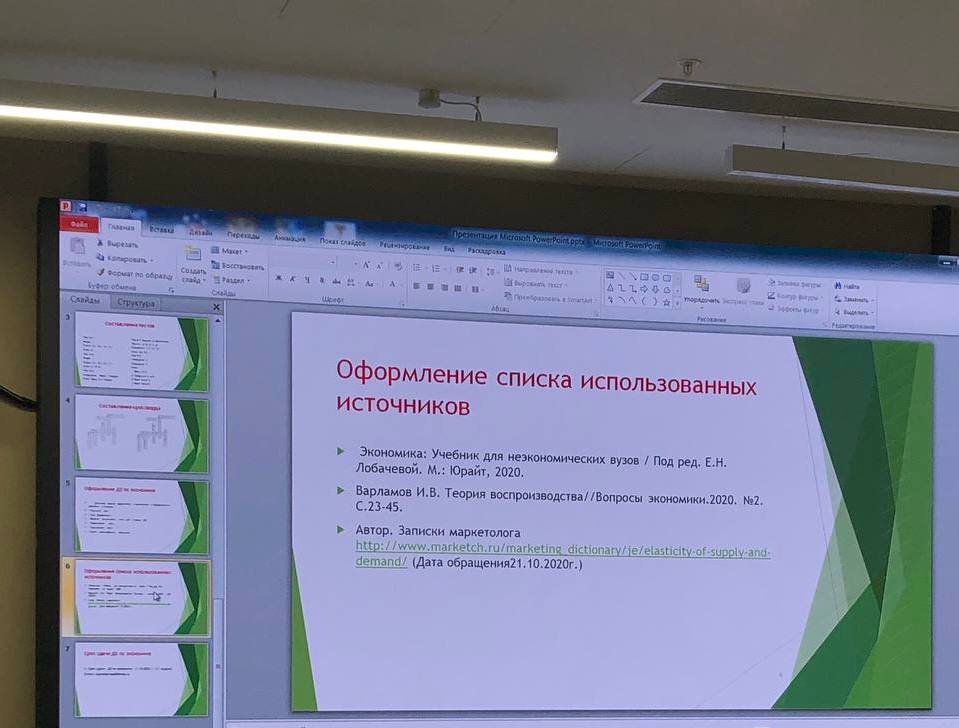 Презентация Microsoft PowerPoint.pptx - Microsoft PowerPoint
Файл
Главная
Вставка
Дизайн
Переходы
Анимация
Показ слайдов
Рецензирование
Вид
Раскадровка
Вставить
Вырезать
Копировать
Формат по образцу
Буфер обмена
Создать
слайд
Макет
Восстановить
Раздел
Слайды
Шрифт
Направление текста
Выровнять текст
Преобразовать в SmartArt
Абзац
Упорядочить
Экспресс-стили
Заливка фигуры
Контур фигуры
Эффекты фигур
Рисование
Найти
Заменить
Выделить
Редактирование
Слайды
Структура
3
Составление тестов
4
Составление кроссворда
5
Оформление ДЗ по экономике
6
Оформление списка использованных
источников
7
Срок сдачи ДЗ по экономике
Оформление списка использованных
источников
Экономика: Учебник для неэкономических вузов / Под ред. Е.Н.
Лобачевой. М.: Юрайт, 2020.
Варламов И.В. Теория воспроизводства//Вопросы экономики.2020. №2.
С.23-45.
Автор. Записки маркетолога
http://www.marketch.ru/marketing_dictionary/je/elasticity-of-supply-and-
demand/ (Дата обращения21.10.2020г.)